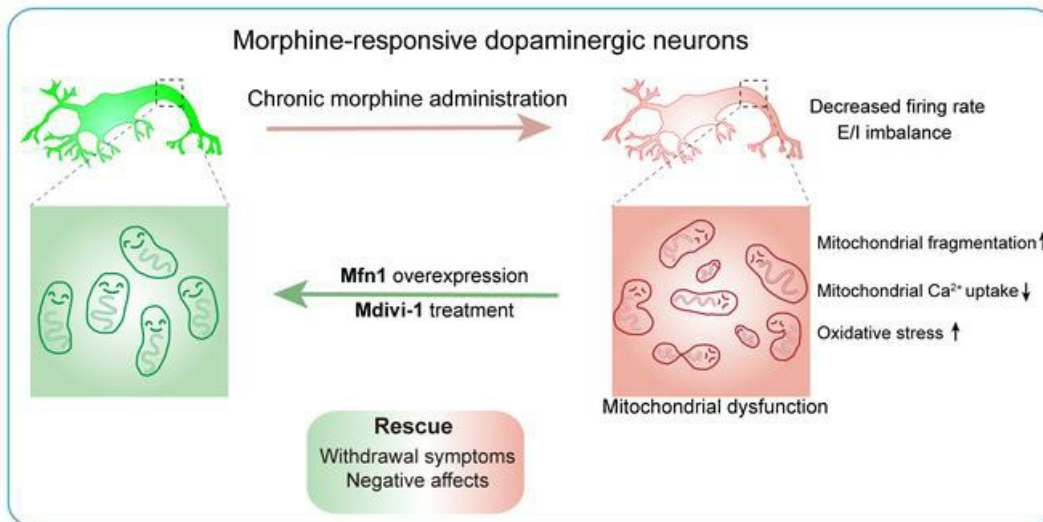 Morphine-responsive dopaminergic neurons
Chronic morphine administration
Decreased firing rate
E/I imbalance
Mfn1 overexpression
Mdivi-1 treatment
Mitochondrial fragmentation ↑
Mitochondrial Ca²⁺ uptake ↓
Oxidative stress ↑
Mitochondrial dysfunction
Rescue
Withdrawal symptoms
Negative affects